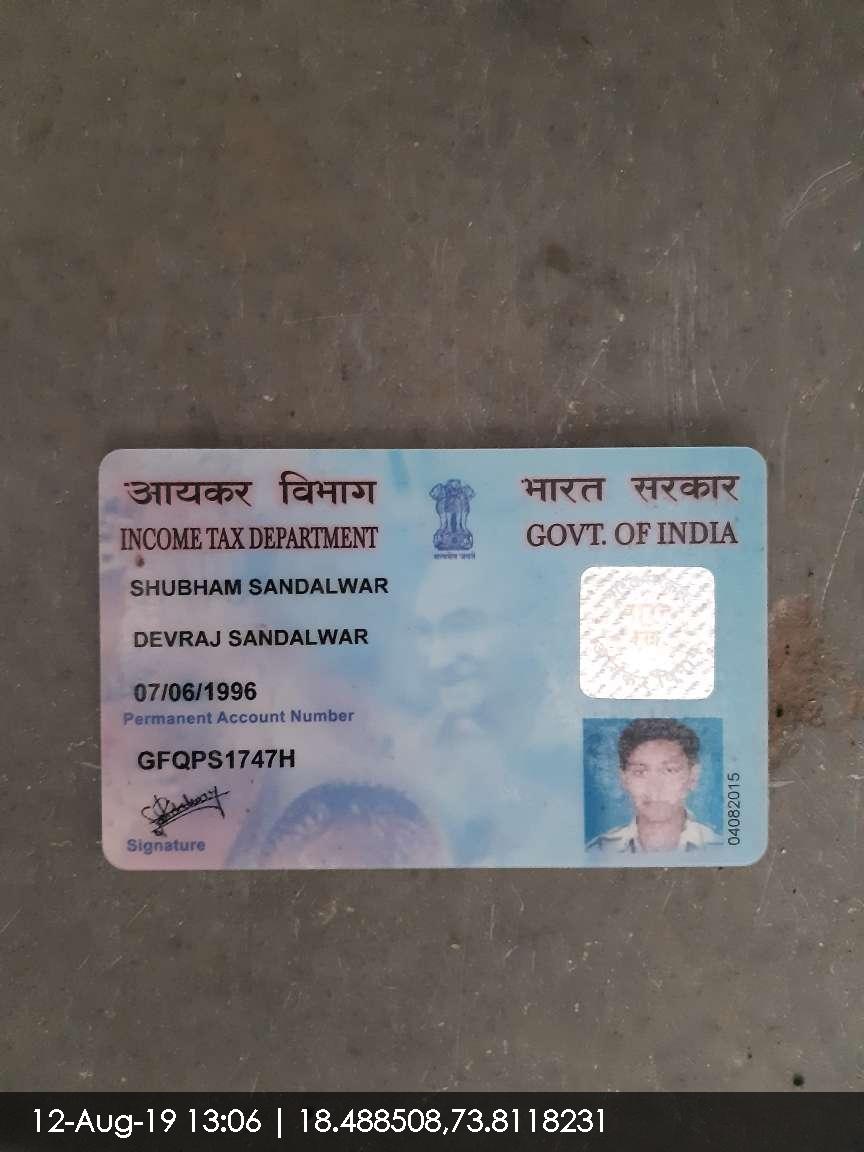 आयकर विभाग
INCOME TAX DEPARTMENT
भारत सरकार
GOVT. OF INDIA
सत्यमेव जयते
SHUBHAM SANDALWAR
DEVRAJ SANDALWAR
07/06/1996
Permanent Account Number
GFQPS1747H
Signature
04082015
12-Aug-19 13:06 | 18.488508,73.8118231